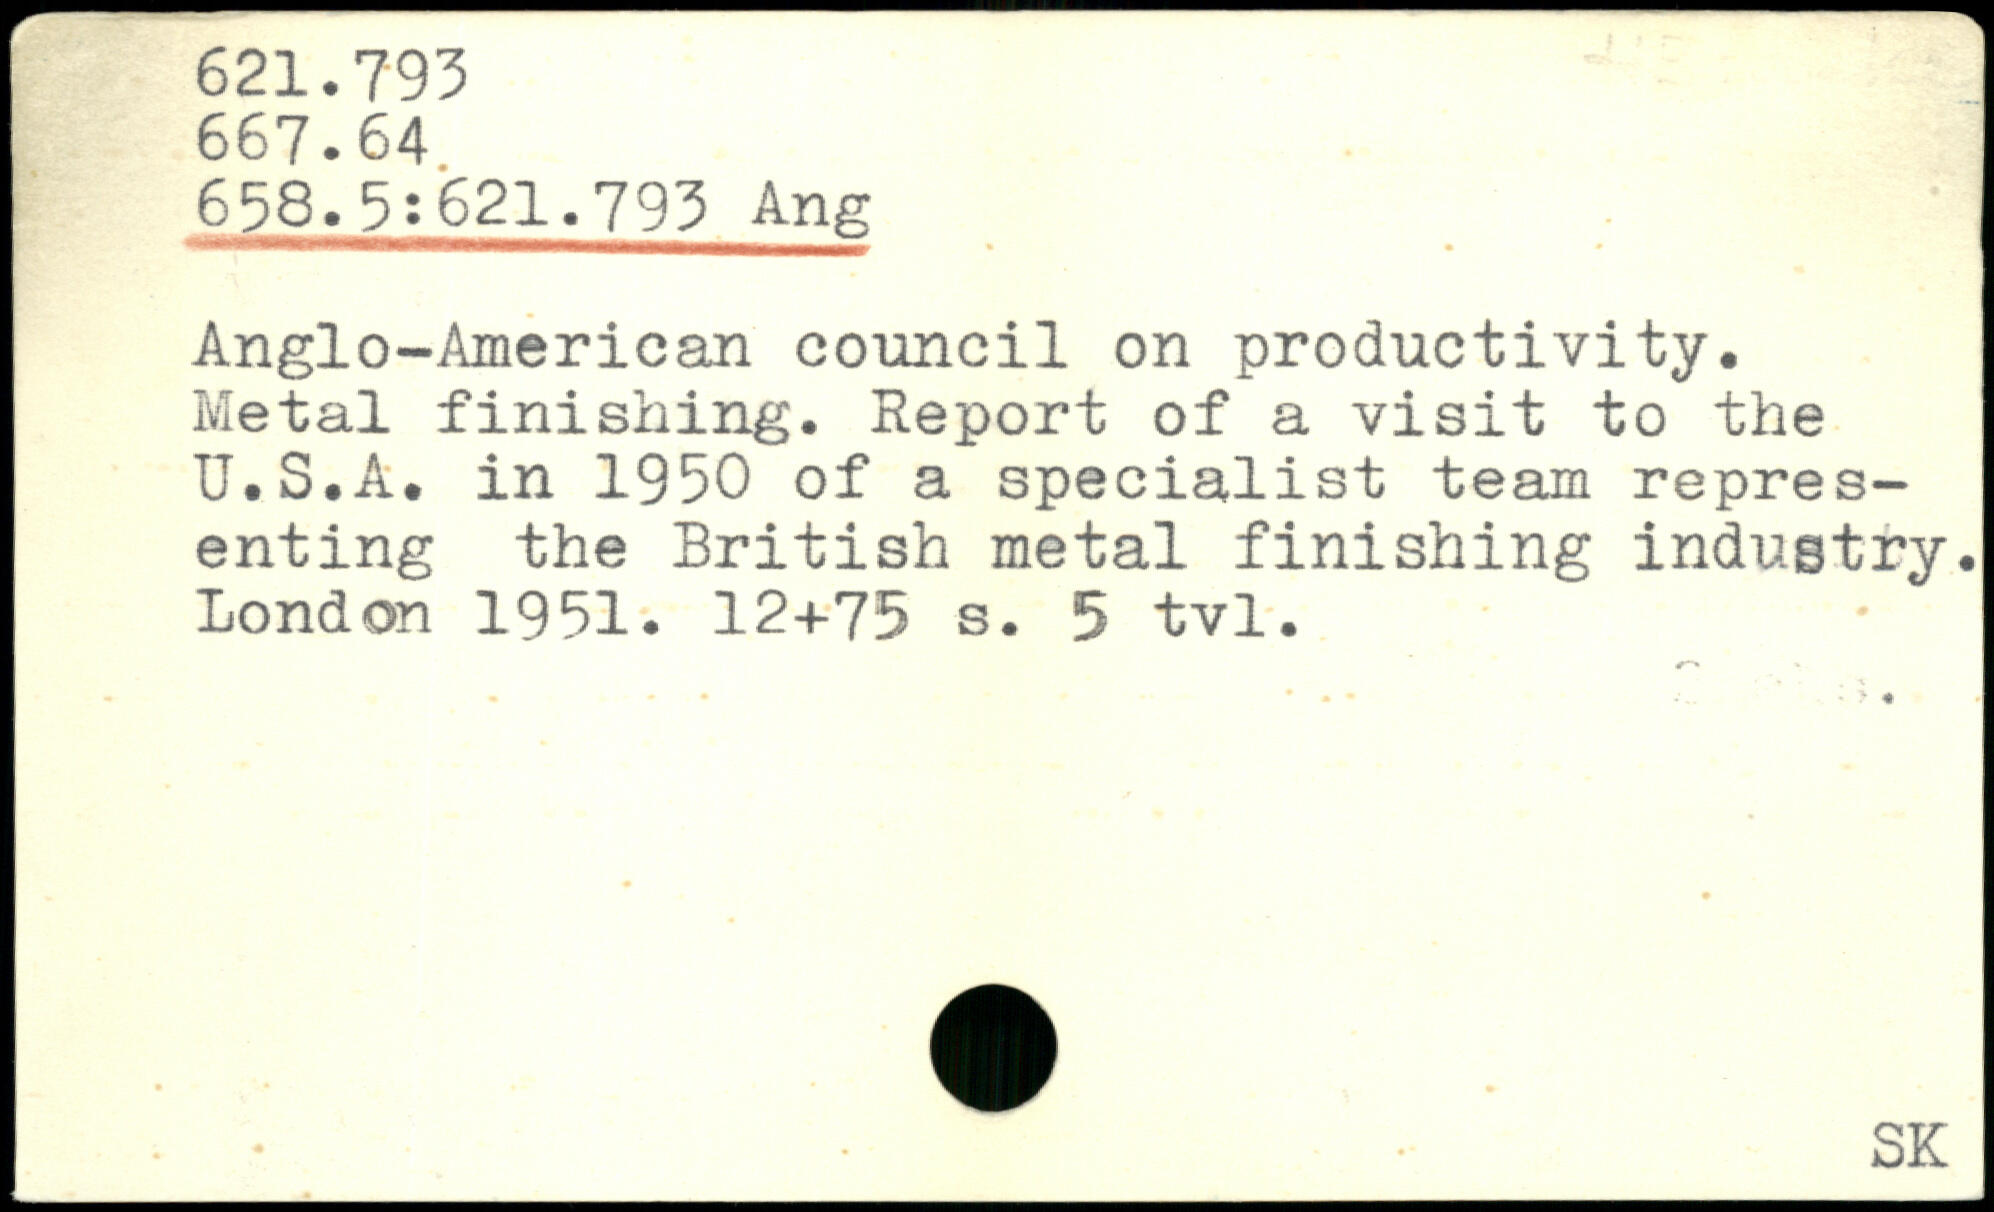 621.793
667.64
658.5:621.793 Ang
Anglo-American council on productivity.
Metal finishing. Report of a visit to the
U.S.A. in 1950 of a specialist team repres-
enting the British metal finishing industry.
London 1951. 12+75 s. 5 tvl.
SK